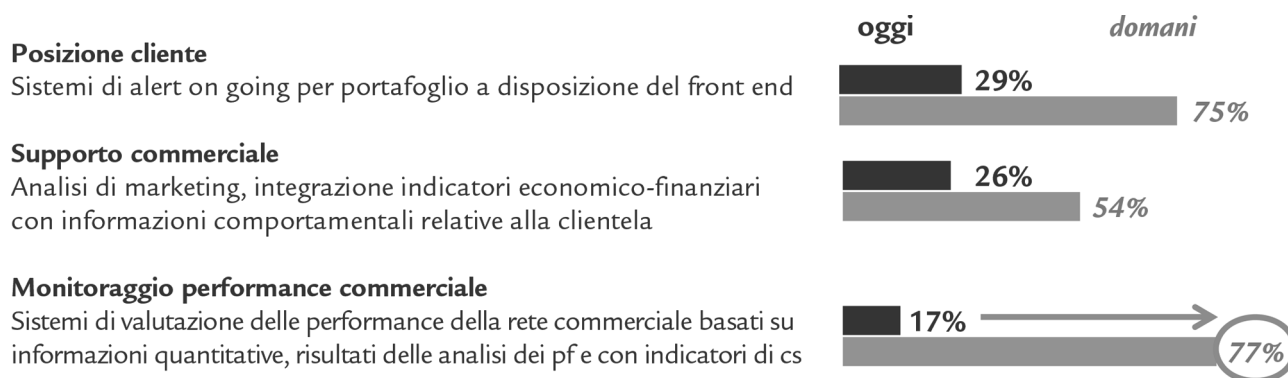 oggi domani
Posizione cliente
Sistemi di alert on going per portafoglio a disposizione del front end
29%
75%
Supporto commerciale
Analisi di marketing, integrazione indicatori economico-finanziari
con informazioni comportamentali relative alla clientela
26%
54%
Monitoraggio performance commerciale
Sistemi di valutazione delle performance della rete commerciale basati su
informazioni quantitative, risultati delle analisi dei pf e con indicatori di cs
17%
77%